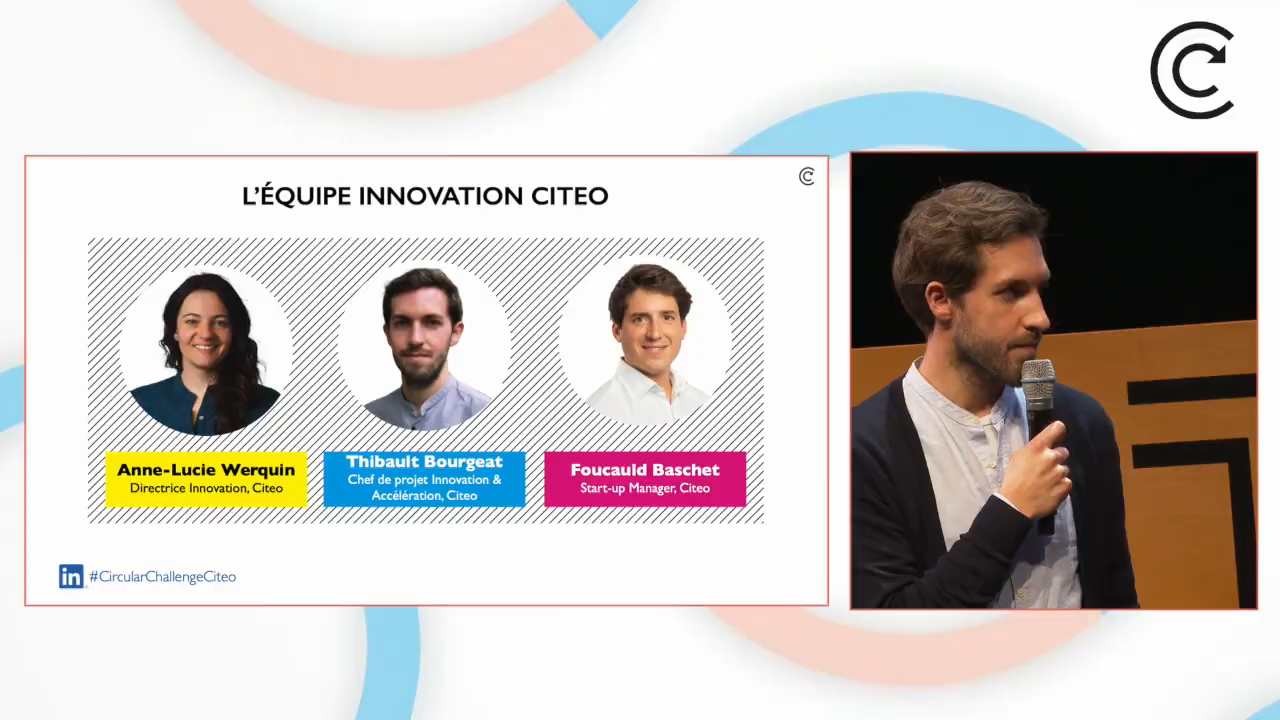 L'ÉQUIPE INNOVATION CITEO
Anne-Lucie Werquin
Directrice Innovation, Citeo
Thibault Bourgeat
Chef de projet Innovation &
Accélération, Citeo
Foucauld Baschet
Start-up Manager, Citeo
in #CircularChallengeCiteo